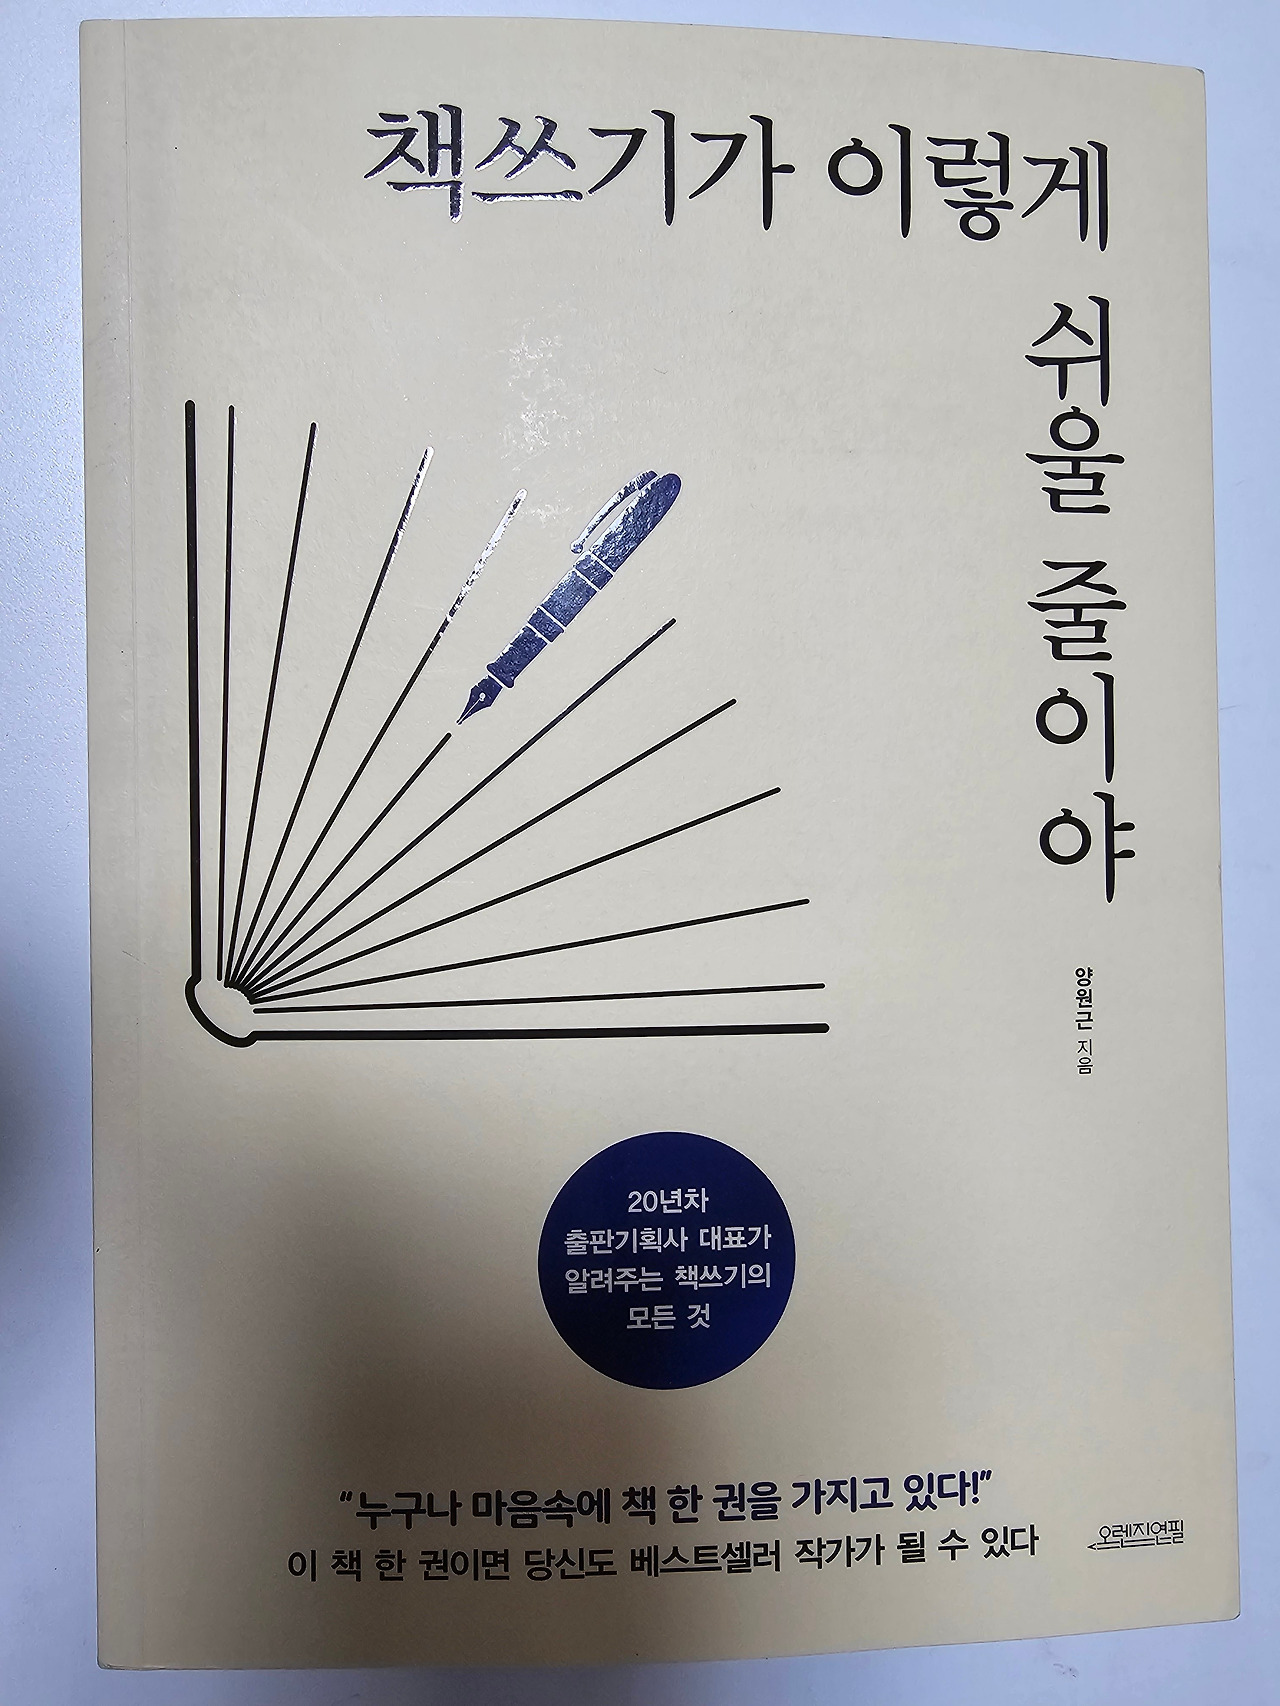 책쓰기가 이렇게
쉬울 줄이야
양원근 지음
20년차
출판기획사 대표가
알려주는 책쓰기의
모든 것
“누구나 마음속에 책 한 권을 가지고 있다!”
이 책 한 권이면 당신도 베스트셀러 작가가 될 수 있다
오렌지연필